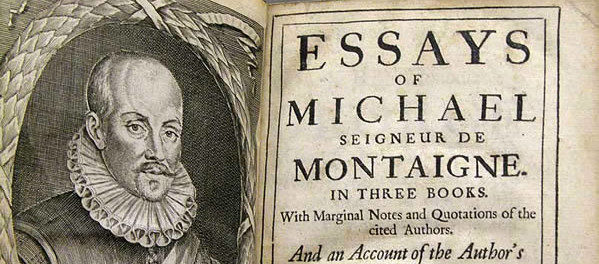 ESSAYS
OF
MICHAEL
SEIGNEUR DE
MONTAIGNE.
IN THREE BOOKS.
With Marginal Notes and Quotations of the
cited Authors.
And an Account of the Author's